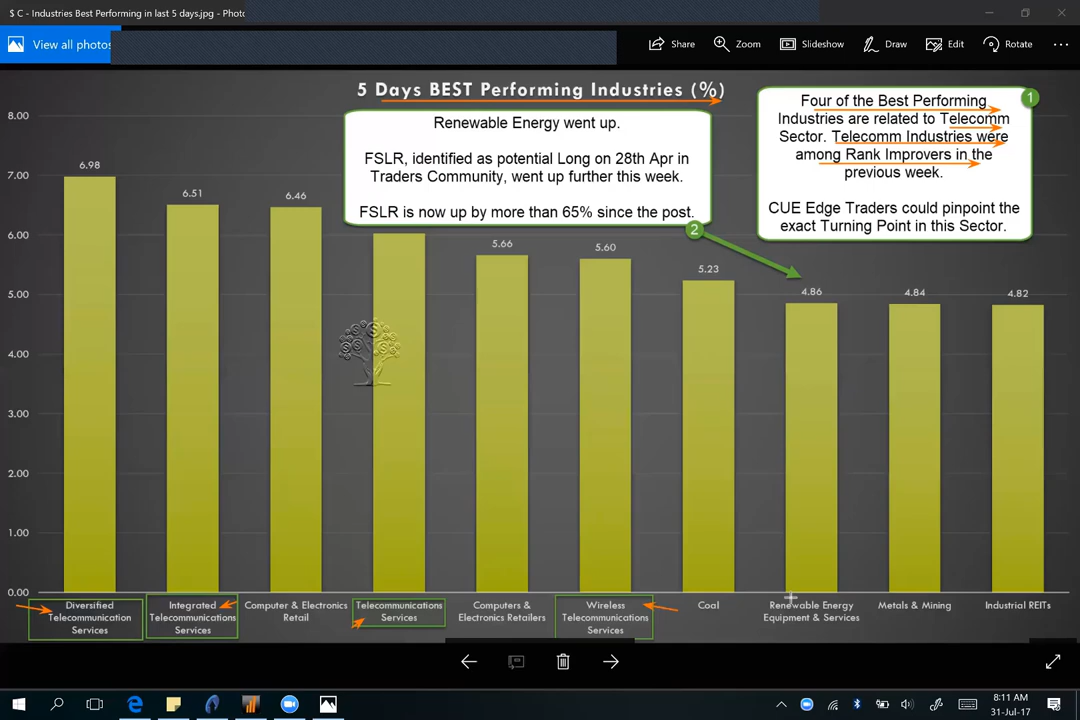 $ C - Industries Best Performing in last 5 days.jpg - Photo
View all photos
Share
Zoom
Slideshow
Draw
Edit
Rotate
5 Days BEST Performing Industries (%)
Renewable Energy went up.
FSLR, identified as potential Long on 28th Apr in
Traders Community, went up further this week.
FSLR is now up by more than 65% since the post.
2
1
Four of the Best Performing
Industries are related to Telecomm
Sector. Telecomm Industries were
among Rank Improvers in the
previous week.
CUE Edge Traders could pinpoint the
exact Turning Point in this Sector.
8.00
7.00
6.00
5.00
4.00
3.00
2.00
1.00
0.00
6.98
6.51
6.46
5.66
5.60
5.23
4.86
4.84
4.82
Diversified
Telecommunication
Services
Integrated
Telecommunications
Services
Computer & Electronics
Retail
Telecommunications
Services
Computers &
Electronics Retailers
Wireless
Telecommunications
Services
Coal
Renewable Energy
Equipment & Services
Metals & Mining
Industrial REITs
8:11 AM
31-Jul-17